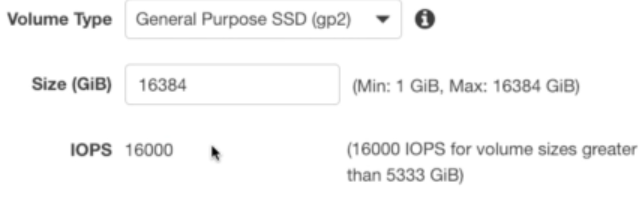 Volume Type General Purpose SSD (gp2)
Size (GiB) 16384 (Min: 1 GiB, Max: 16384 GiB)
IOPS 16000 (16000 IOPS for volume sizes greater
than 5333 GiB)